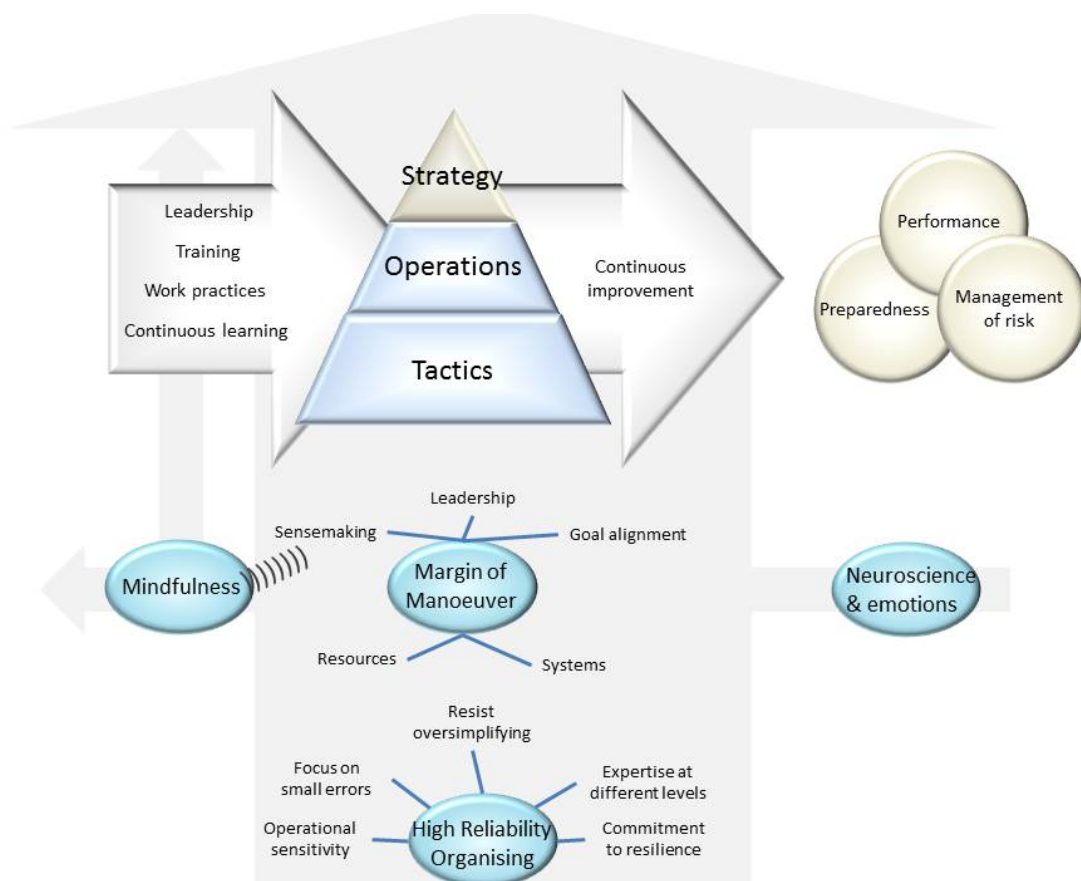 Strategy
Leadership
Training
Work practices
Continuous learning
Operations
Tactics
Continuous
improvement
Performance
Preparedness
Management
of risk
Leadership
Sensemaking
Goal alignment
Mindfulness
Margin of
Manoeuver
Neuroscience
& emotions
Resources
Systems
Resist
oversimplifying
Focus on
small errors
Expertise at
different levels
Operational
sensitivity
High Reliability
Organising
Commitment
to resilience